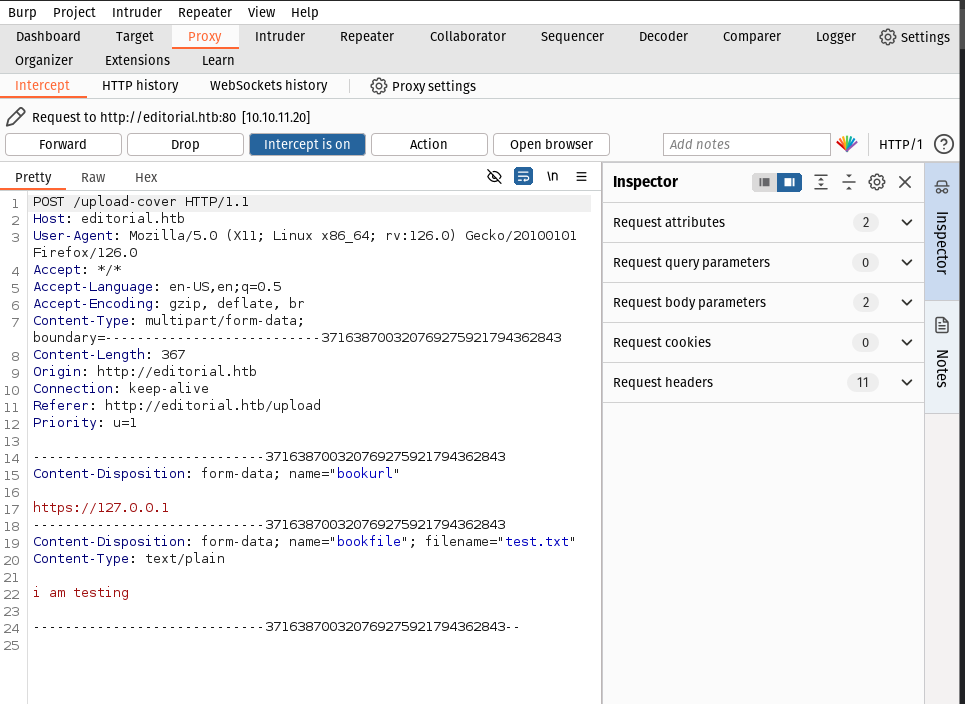 Burp Project Intruder Repeater View Help
Dashboard Target Proxy Intruder Repeater Collaborator Sequencer Decoder Comparer Logger Settings
Organizer Extensions Learn
Intercept HTTP history WebSockets history Proxy settings
Request to http://editorial.htb:80 [10.10.11.20]
Forward Drop Intercept is on Action Open browser Add notes HTTP/1 ?
Pretty Raw Hex \n
1 POST /upload-cover HTTP/1.1
2 Host: editorial.htb
3 User-Agent: Mozilla/5.0 (X11; Linux x86_64; rv:126.0) Gecko/20100101
Firefox/126.0
4 Accept: */*
5 Accept-Language: en-US,en;q=0.5
6 Accept-Encoding: gzip, deflate, br
7 Content-Type: multipart/form-data;
boundary=---------------------------371638700320769275921794362843
8 Content-Length: 367
9 Origin: http://editorial.htb
10 Connection: keep-alive
11 Referer: http://editorial.htb/upload
12 Priority: u=1
13
14 -----------------------------371638700320769275921794362843
15 Content-Disposition: form-data; name="bookurl"
16
17 https://127.0.0.1
18 -----------------------------371638700320769275921794362843
19 Content-Disposition: form-data; name="bookfile"; filename="test.txt"
20 Content-Type: text/plain
21
22 i am testing
23
24 -----------------------------371638700320769275921794362843--
25
Inspector
Request attributes 2
Request query parameters 0
Request body parameters 2
Request cookies 0
Request headers 11
Inspector
Notes